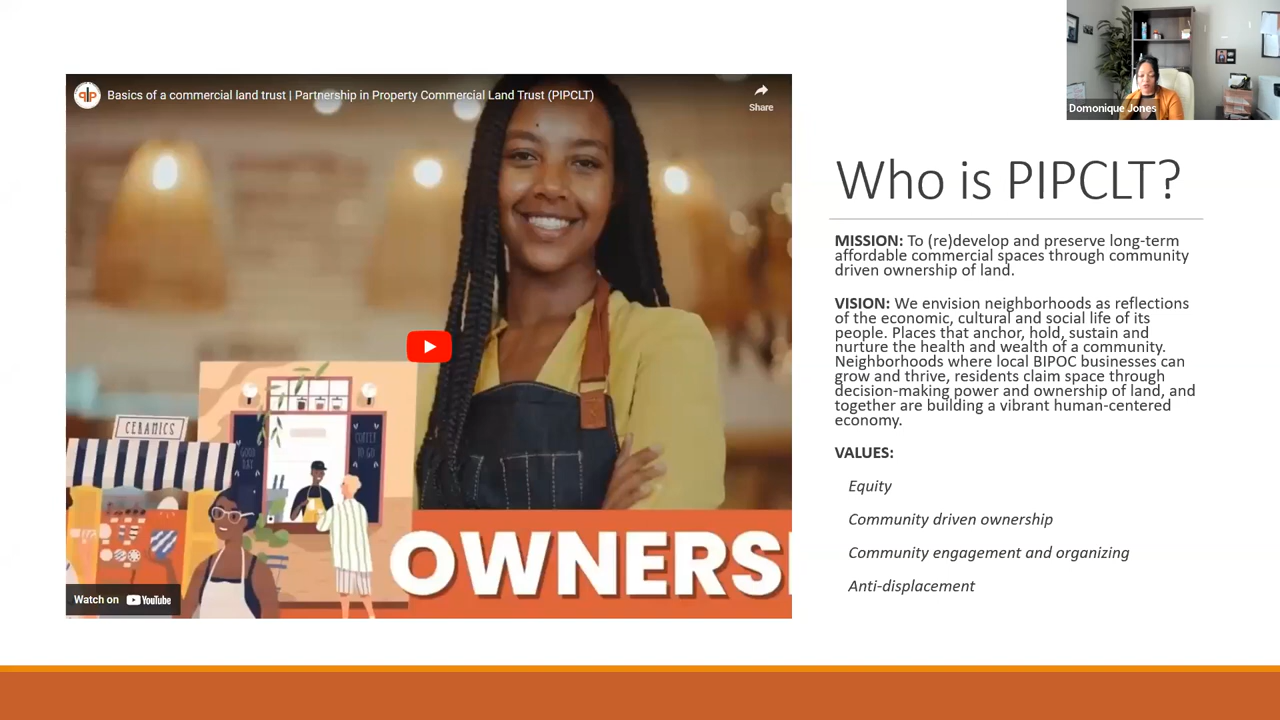 Basics of a commercial land trust | Partnership in Property Commercial Land Trust (PIPCLT)
Share
CERAMICS
GOOD
DAY
COFFEE
TO GO
OWNERS
Watch on YouTube
Domonique Jones
Who is PIPCLT?
MISSION: To (re)develop and preserve long-term
affordable commercial spaces through community
driven ownership of land.
VISION: We envision neighborhoods as reflections
of the economic, cultural and social life of its
people. Places that anchor, hold, sustain and
nurture the health and wealth of a community.
Neighborhoods where local BIPOC businesses can
grow and thrive, residents claim space through
decision-making power and ownership of land, and
together are building a vibrant human-centered
economy.
VALUES:
Equity
Community driven ownership
Community engagement and organizing
Anti-displacement